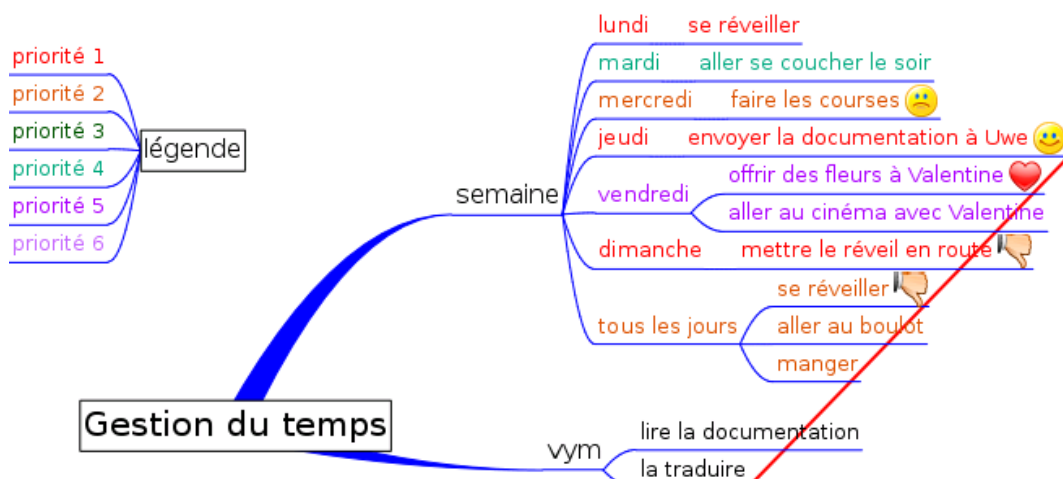 priorité 1
priorité 2
priorité 3
priorité 4
priorité 5
priorité 6
légende
Gestion du temps
semaine
lundi se réveiller
mardi aller se coucher le soir
mercredi faire les courses
jeudi envoyer la documentation à Uwe
vendredi
offrir des fleurs à Valentine
aller au cinéma avec Valentine
dimanche mettre le réveil en route
tous les jours
se réveiller
aller au boulot
manger
vym
lire la documentation
la traduire